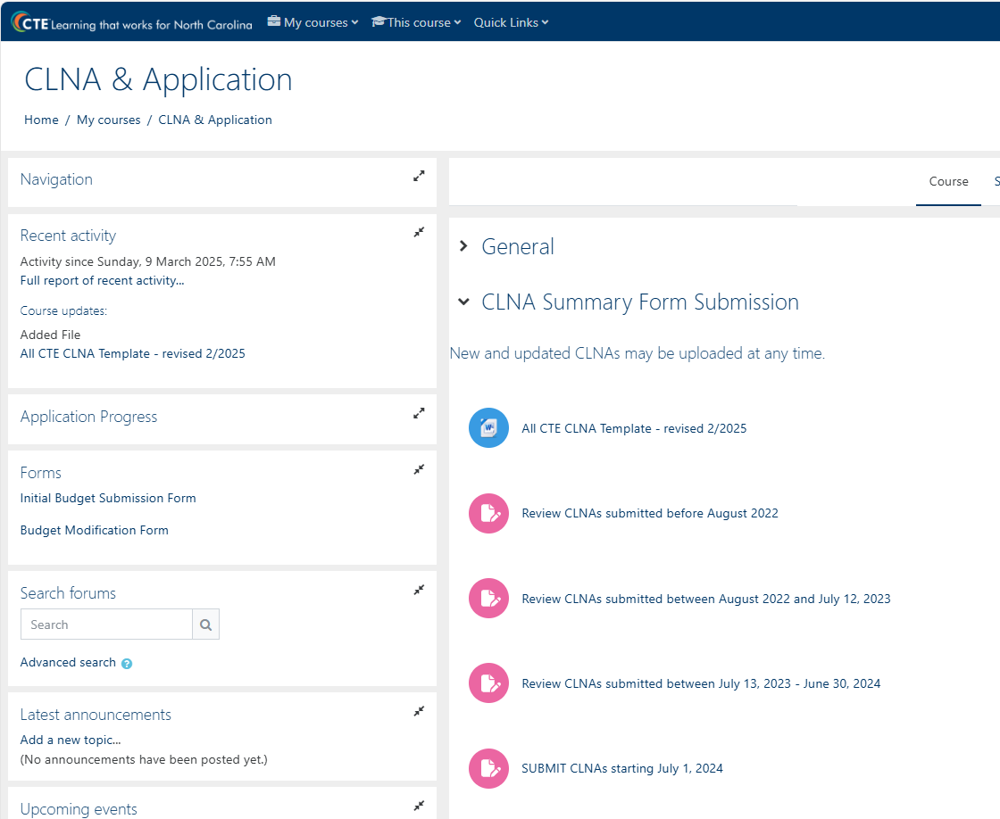 CTE Learning that works for North Carolina My courses This course Quick Links
CLNA & Application
Home / My courses / CLNA & Application
Navigation
Recent activity
Activity since Sunday, 9 March 2025, 7:55 AM
Full report of recent activity...
Course updates:
Added File
All CTE CLNA Template - revised 2/2025
Application Progress
Forms
Initial Budget Submission Form
Budget Modification Form
Search forums
Search
Advanced search ?
Latest announcements
Add a new topic...
(No announcements have been posted yet.)
Upcoming events
Course S
General
CLNA Summary Form Submission
New and updated CLNAs may be uploaded at any time.
All CTE CLNA Template - revised 2/2025
Review CLNAs submitted before August 2022
Review CLNAs submitted between August 2022 and July 12, 2023
Review CLNAs submitted between July 13, 2023 - June 30, 2024
SUBMIT CLNAs starting July 1, 2024